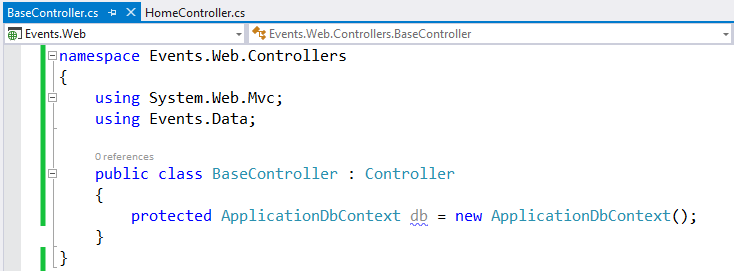 BaseController.cs HomeController.cs
Events.Web Events.Web.Controllers.BaseController
namespace Events.Web.Controllers
{
    using System.Web.Mvc;
    using Events.Data;
    0 references
    public class BaseController : Controller
    {
        protected ApplicationDbContext db = new ApplicationDbContext();
    }
}